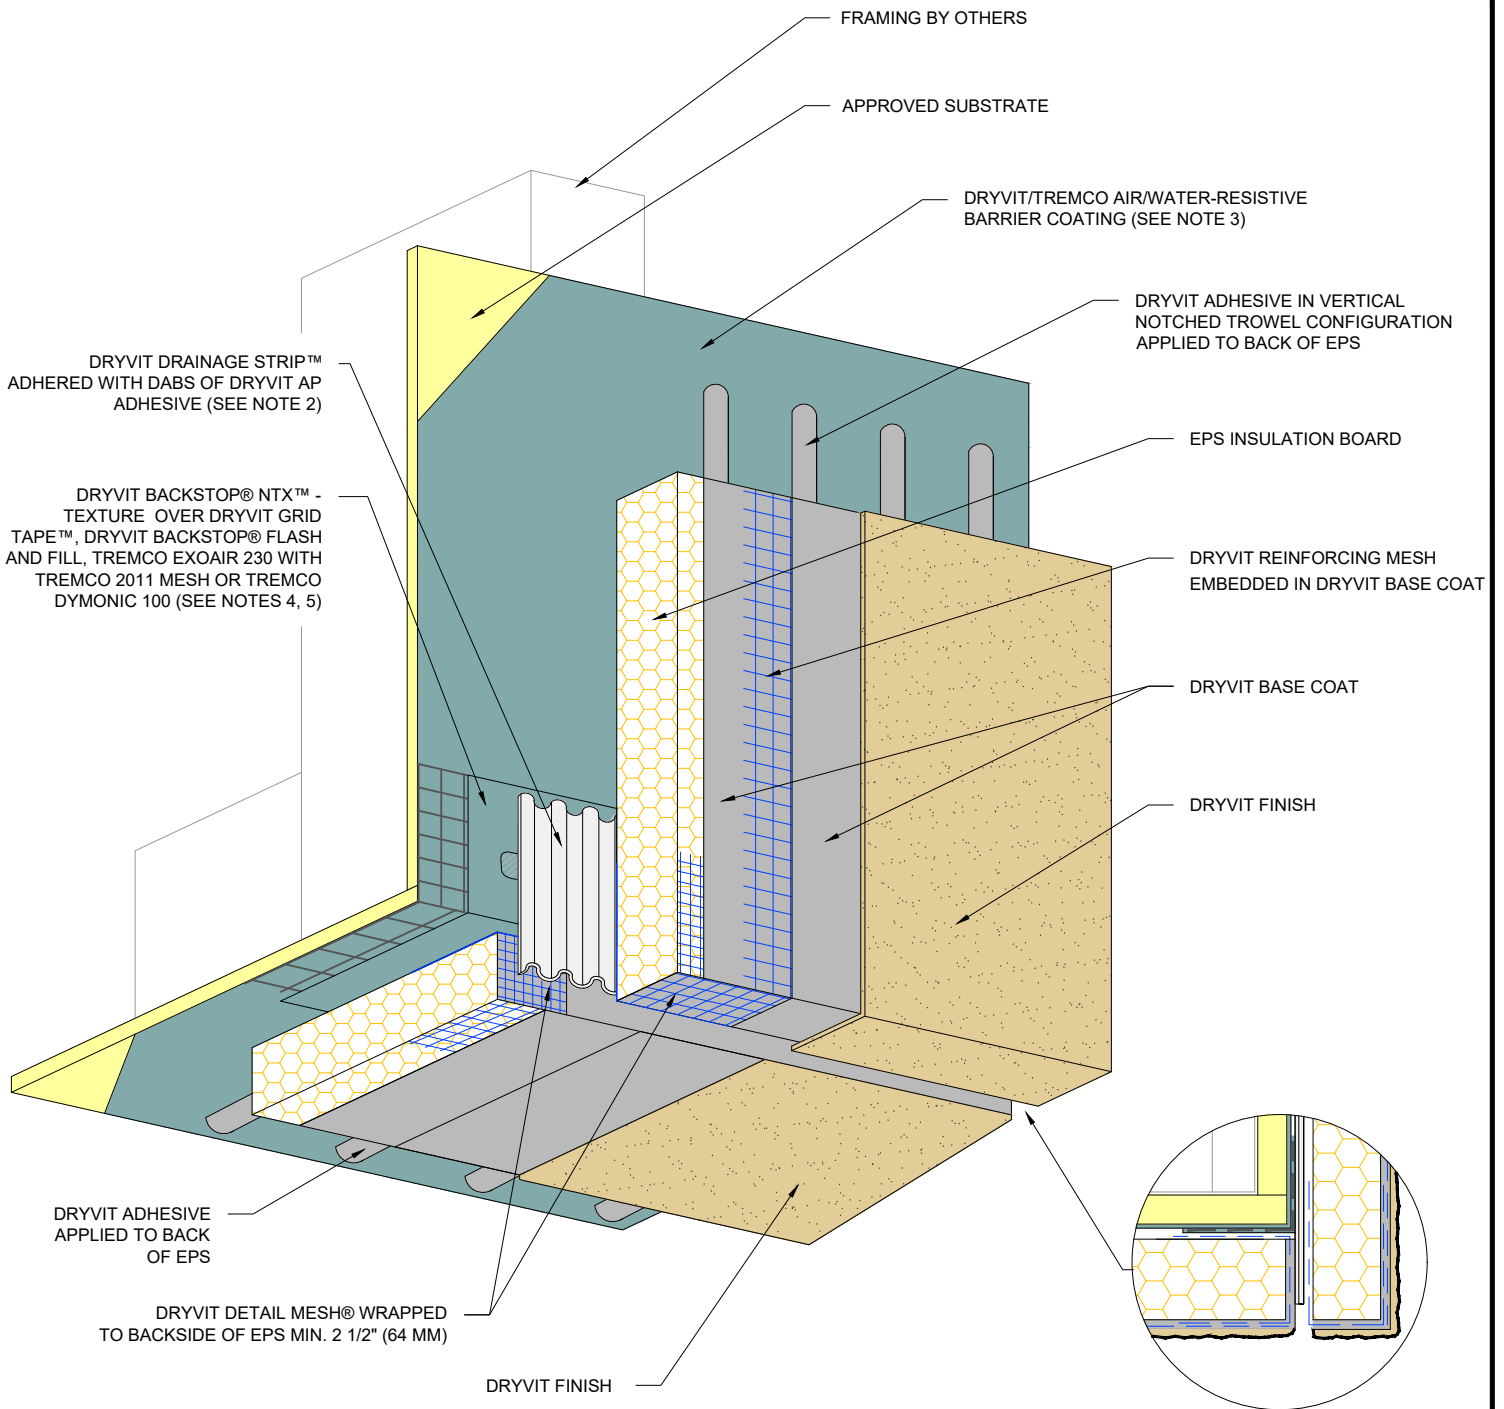 FRAMING BY OTHERS
APPROVED SUBSTRATE
DRYVIT/TREMCO AIR/WATER-RESISTIVE
BARRIER COATING (SEE NOTE 3)
DRYVIT ADHESIVE IN VERTICAL
NOTCHED TROWEL CONFIGURATION
APPLIED TO BACK OF EPS
DRYVIT DRAINAGE STRIP™
ADHERED WITH DABS OF DRYVIT AP
ADHESIVE (SEE NOTE 2)
EPS INSULATION BOARD
DRYVIT BACKSTOP® NTX™ -
TEXTURE OVER DRYVIT GRID
TAPE™, DRYVIT BACKSTOP® FLASH
AND FILL, TREMCO EXOAIR 230 WITH
TREMCO 2011 MESH OR TREMCO
DYMONIC 100 (SEE NOTES 4, 5)
DRYVIT REINFORCING MESH
EMBEDDED IN DRYVIT BASE COAT
DRYVIT BASE COAT
DRYVIT FINISH
DRYVIT ADHESIVE
APPLIED TO BACK
OF EPS
DRYVIT DETAIL MESH® WRAPPED
TO BACKSIDE OF EPS MIN. 2 1/2" (64 MM)
DRYVIT FINISH